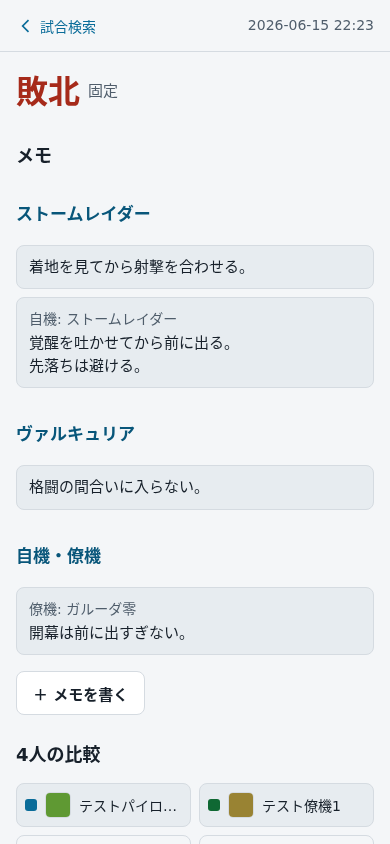 試合検索
2026-06-15 22:23
敗北 固定
メモ
ストームレイダー
着地を見てから射撃を合わせる。
自機: ストームレイダー
覚醒を吐かせてから前に出る。
先落ちは避ける。
ヴァルキュリア
格闘の間合いに入らない。
自機・僚機
僚機: ガルーダ零
開幕は前に出すぎない。
＋ メモを書く
4人の比較
テストパイロ…
テスト僚機1